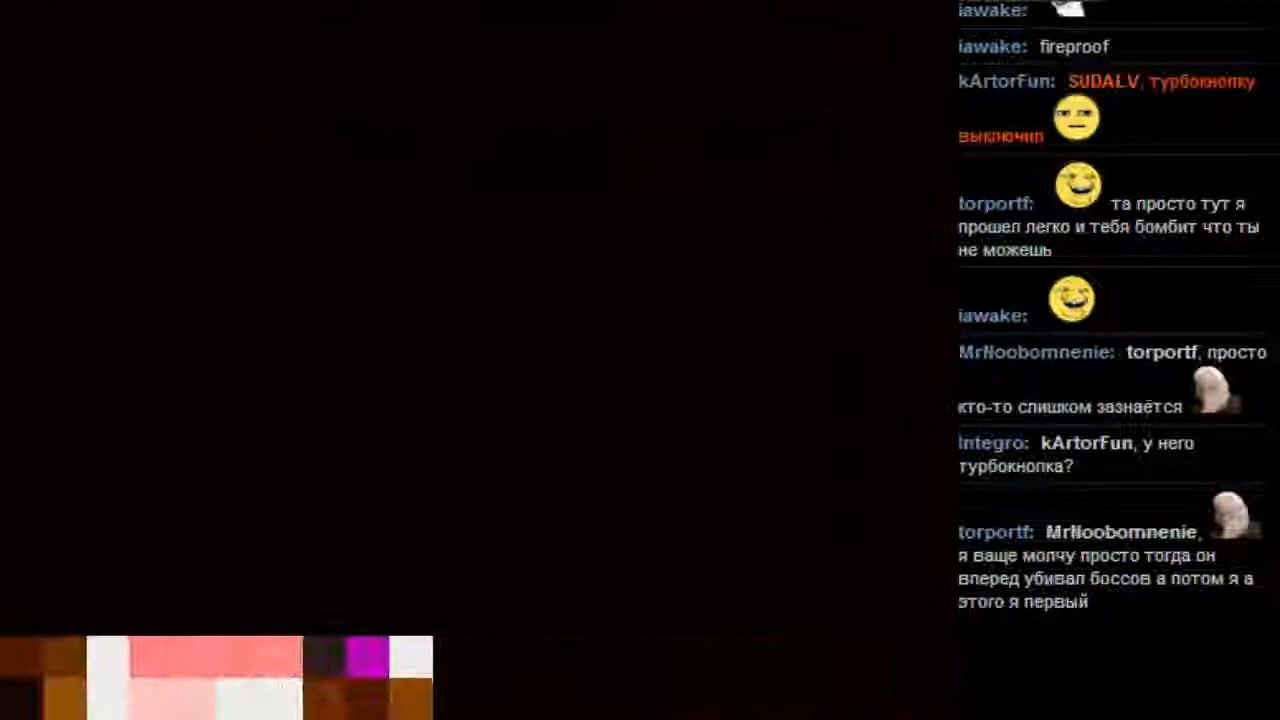 iawake:
iawake: fireproof
kArtorFun: SUDALV, турбокнопку
выключил
torportf: та просто тут я
прошел легко и тебя бомбит что ты
не можешь
iawake:
MrNoobomnenie: torportf, просто
кто-то слишком зазнаётся
Integro: kArtorFun, у него
турбокнопка?
torportf: MrNoobomnenie,
я ваще молчу просто тогда он
вперед убивал боссов а потом я а
этого я первый